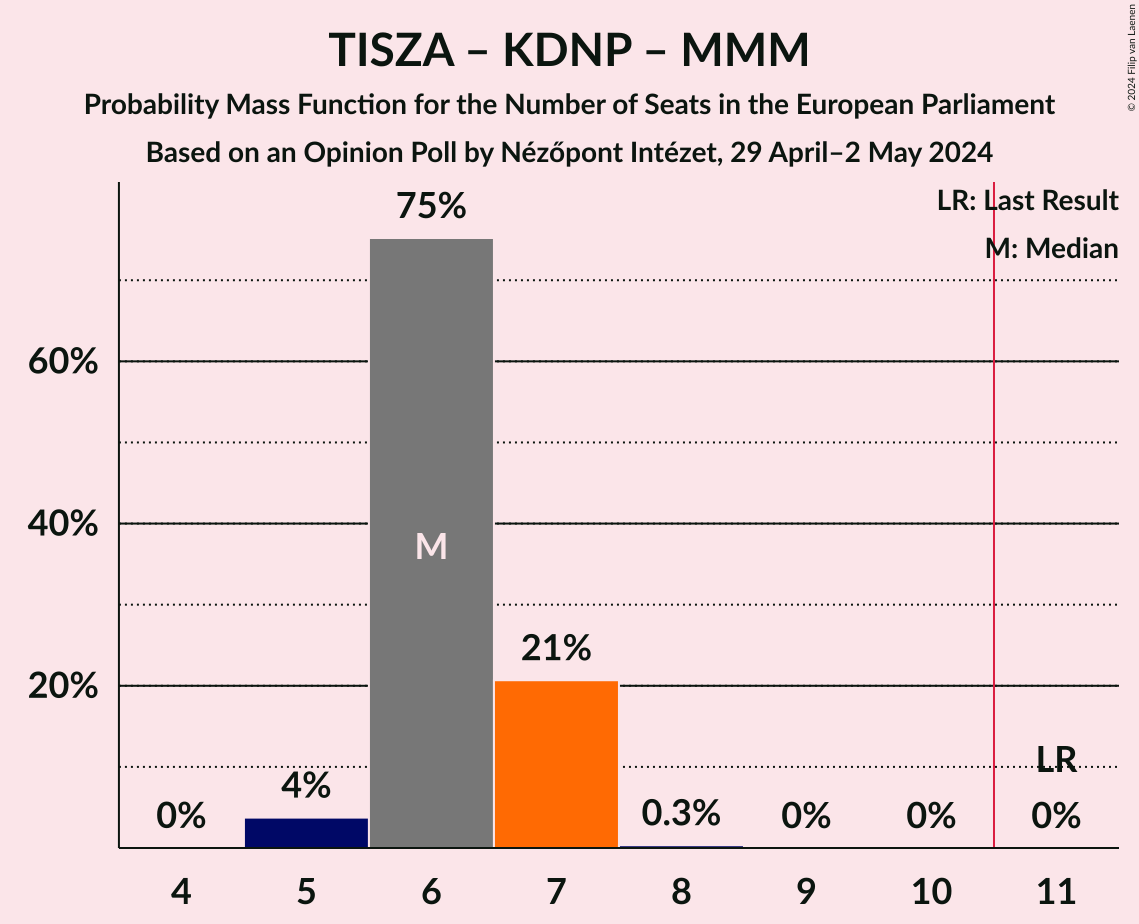 TISZA – KDNP – MMM
Probability Mass Function for the Number of Seats in the European Parliament
Based on an Opinion Poll by Nézőpont Intézet, 29 April–2 May 2024
© 2024 Filip van Laenen
LR: Last Result
M: Median
75%
60%
40%
M
21%
20%
LR
4%
0%
0.3%
0%
0%
0%
4 5 6 7 8 9 10 11